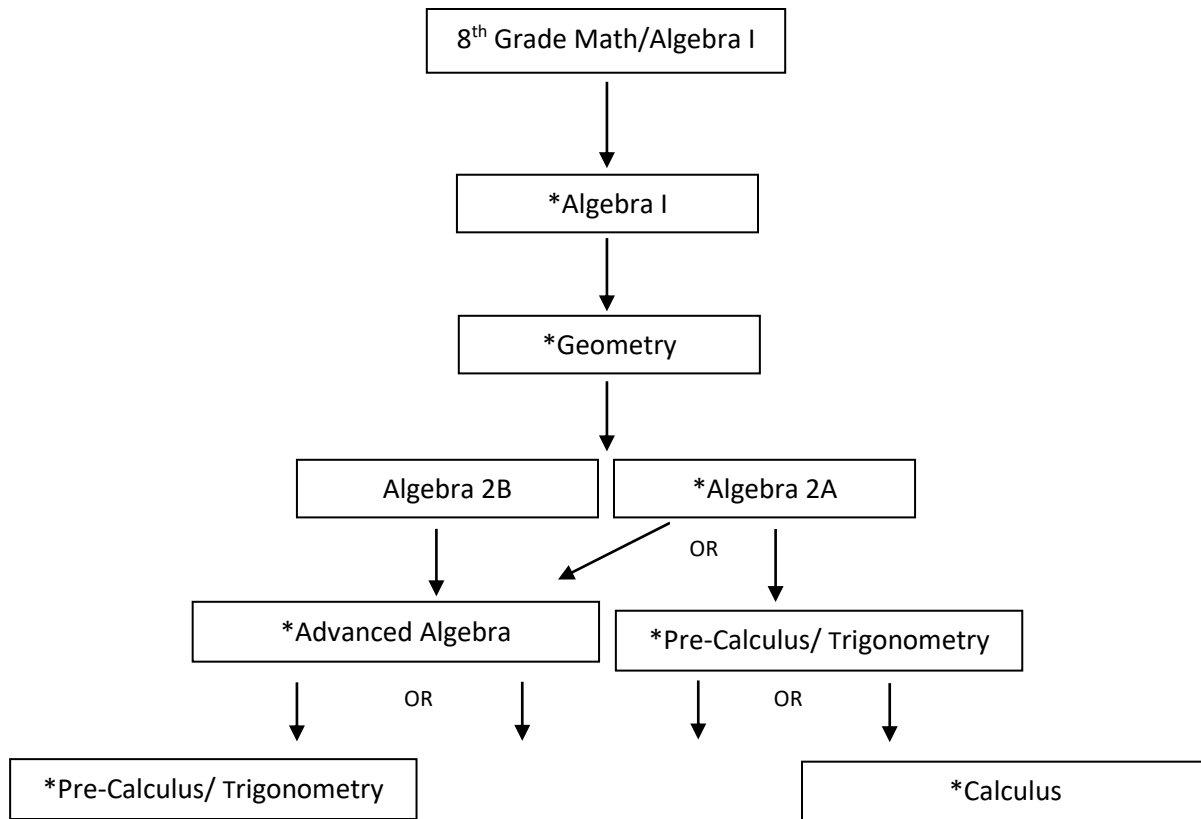 8th Grade Math/Algebra I
*Algebra I
*Geometry
Algebra 2B
*Algebra 2A
OR
*Advanced Algebra
*Pre-Calculus/ Trigonometry
OR
OR
*Pre-Calculus/ Trigonometry
*Calculus